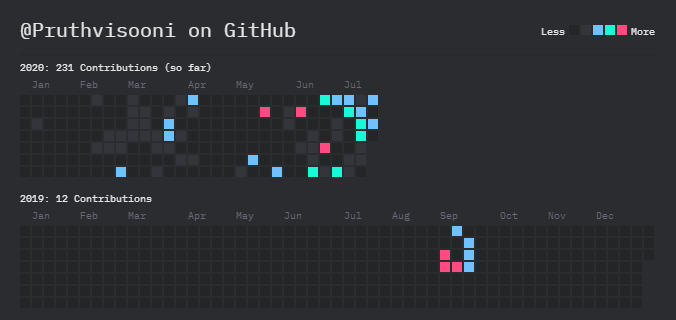 @Pruthvisooni on GitHub
Less More
2020: 231 Contributions (so far)
Jan Feb Mar Apr May Jun Jul
2019: 12 Contributions
Jan Feb Mar Apr May Jun Jul Aug Sep Oct Nov Dec